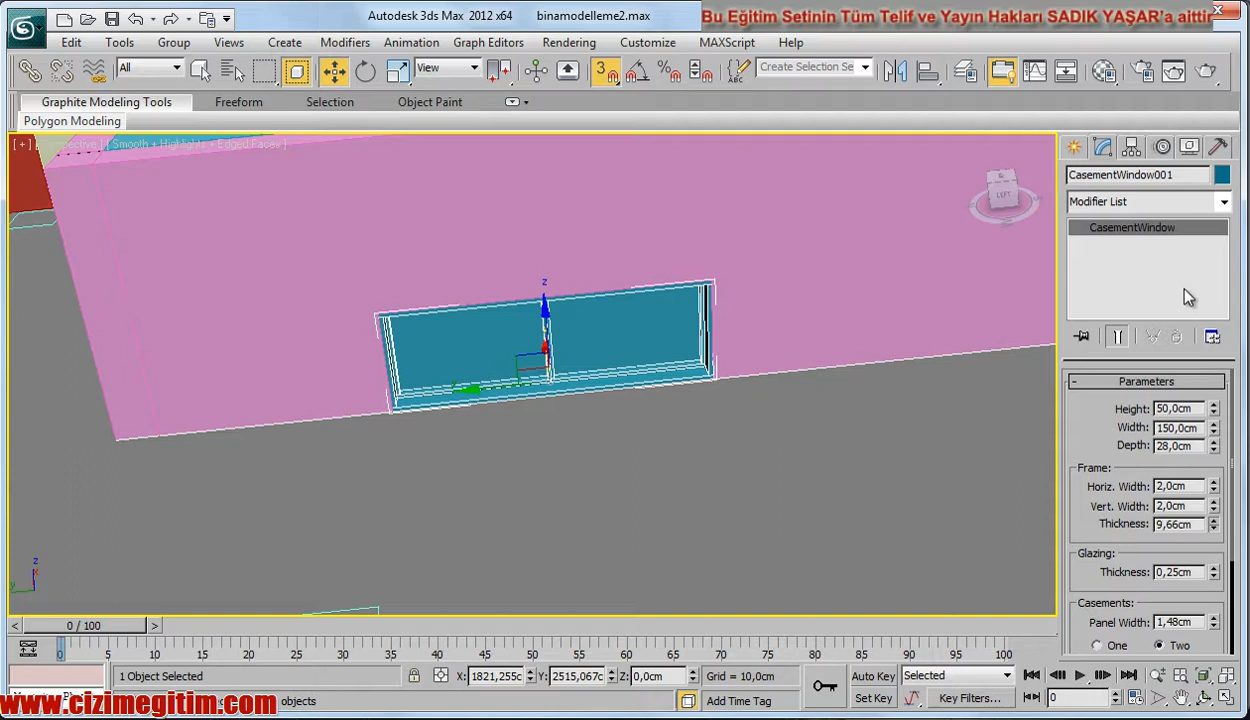 Autodesk 3ds Max 2012 x64 binamodelleme2.max
Bu Eğitim Setinin Tüm Telif ve Yayın Hakları SADIK YAŞAR'a aittir
Edit Tools Group Views Create Modifiers Animation Graph Editors Rendering Customize MAXScript Help
All View 3 % ABC Create Selection Se
Graphite Modeling Tools Freeform Selection Object Paint
Polygon Modeling
LEFT
CasementWindow001
Modifier List
CasementWindow
z
- Parameters
Height: 50,0cm
Width: 150,0cm
Depth: 28,0cm
Frame:
Horiz. Width: 2,0cm
Vert. Width: 2,0cm
Thickness: 9,66cm
Glazing:
Thickness: 0,25cm
Casements:
Panel Width: 1,48cm
One Two
z
x
y
< 0 / 100 >
0 5 10 15 20 25 30 35 40 45 50 55 60 65 70 75 80 85 90 95 100
1 Object Selected X: 1821,255c Y: 2515,067c Z: 0,0cm Grid = 10,0cm Auto Key Selected
www.cizimegitim.com objects Add Time Tag Set Key Key Filters... 0